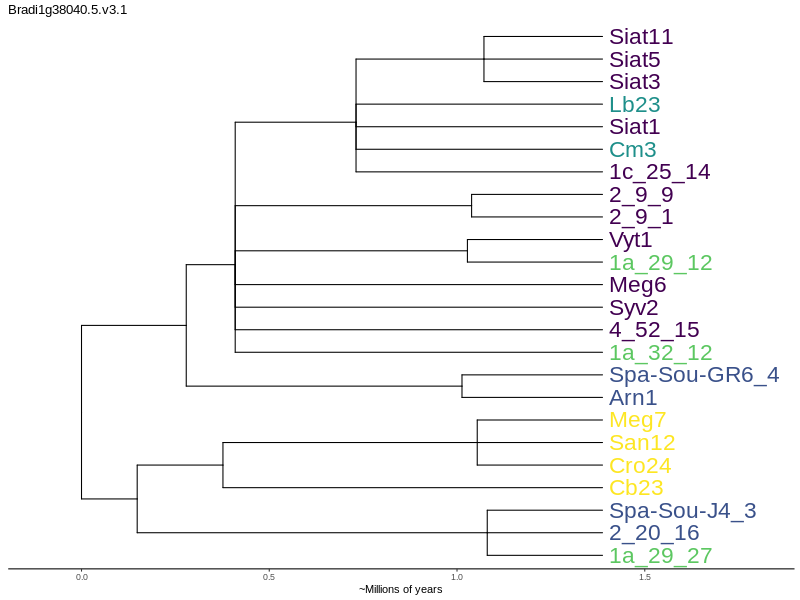 Bradi1g38040.5.v3.1
Siat11
Siat5
Siat3
Lb23
Siat1
Cm3
1c_25_14
2_9_9
2_9_1
Vyt1
1a_29_12
Meg6
Syv2
4_52_15
1a_32_12
Spa-Sou-GR6_4
Arn1
Meg7
San12
Cro24
Cb23
Spa-Sou-J4_3
2_20_16
1a_29_27
0.0 0.5 1.0 1.5
~Millions of years